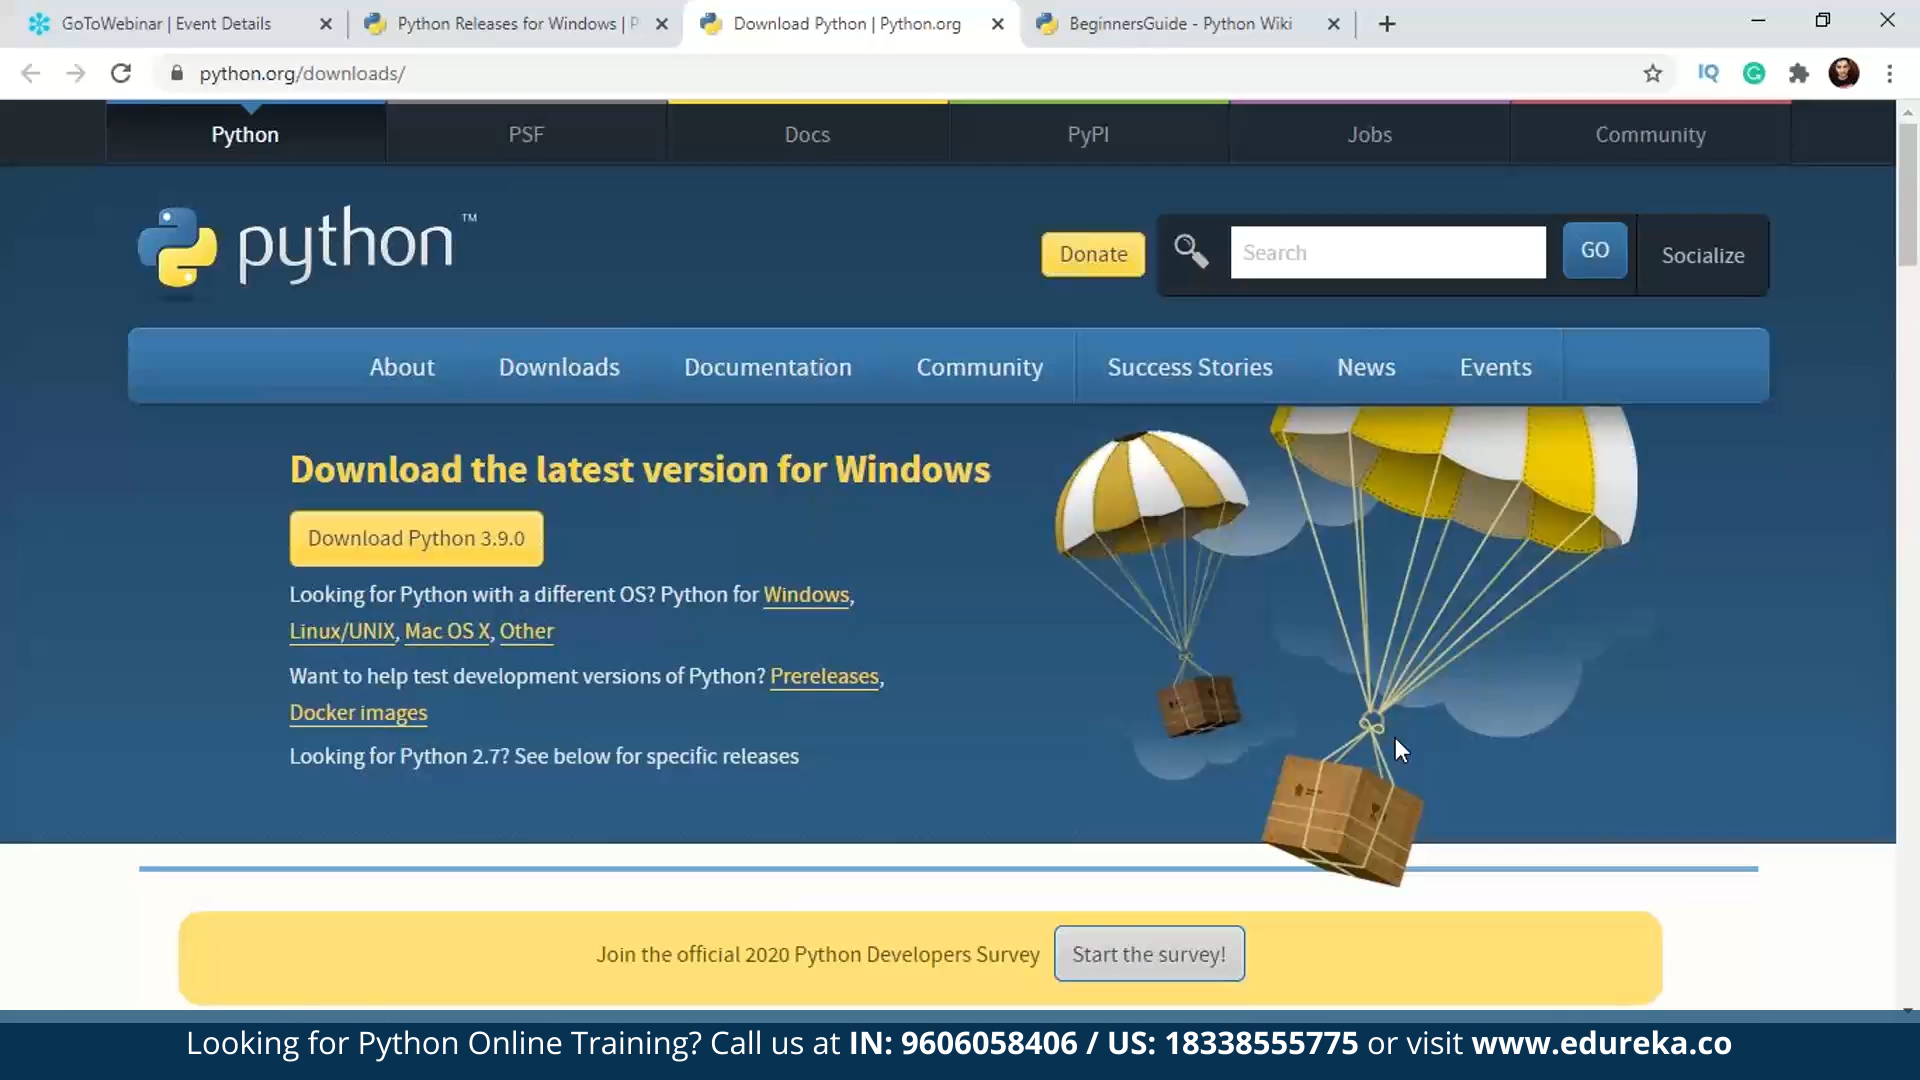 GoToWebinar | Event Details
Python Releases for Windows | P
Download Python | Python.org
BeginnersGuide - Python Wiki
python.org/downloads/
IQ
Python
PSF
Docs
PyPI
Jobs
Community
python™
Donate
Search
GO
Socialize
About
Downloads
Documentation
Community
Success Stories
News
Events
Download the latest version for Windows
Download Python 3.9.0
Looking for Python with a different OS? Python for Windows,
Linux/UNIX, Mac OS X, Other
Want to help test development versions of Python? Prereleases,
Docker images
Looking for Python 2.7? See below for specific releases
Join the official 2020 Python Developers Survey
Start the survey!
Looking for Python Online Training? Call us at IN: 9606058406 / US: 18338555775 or visit www.edureka.co